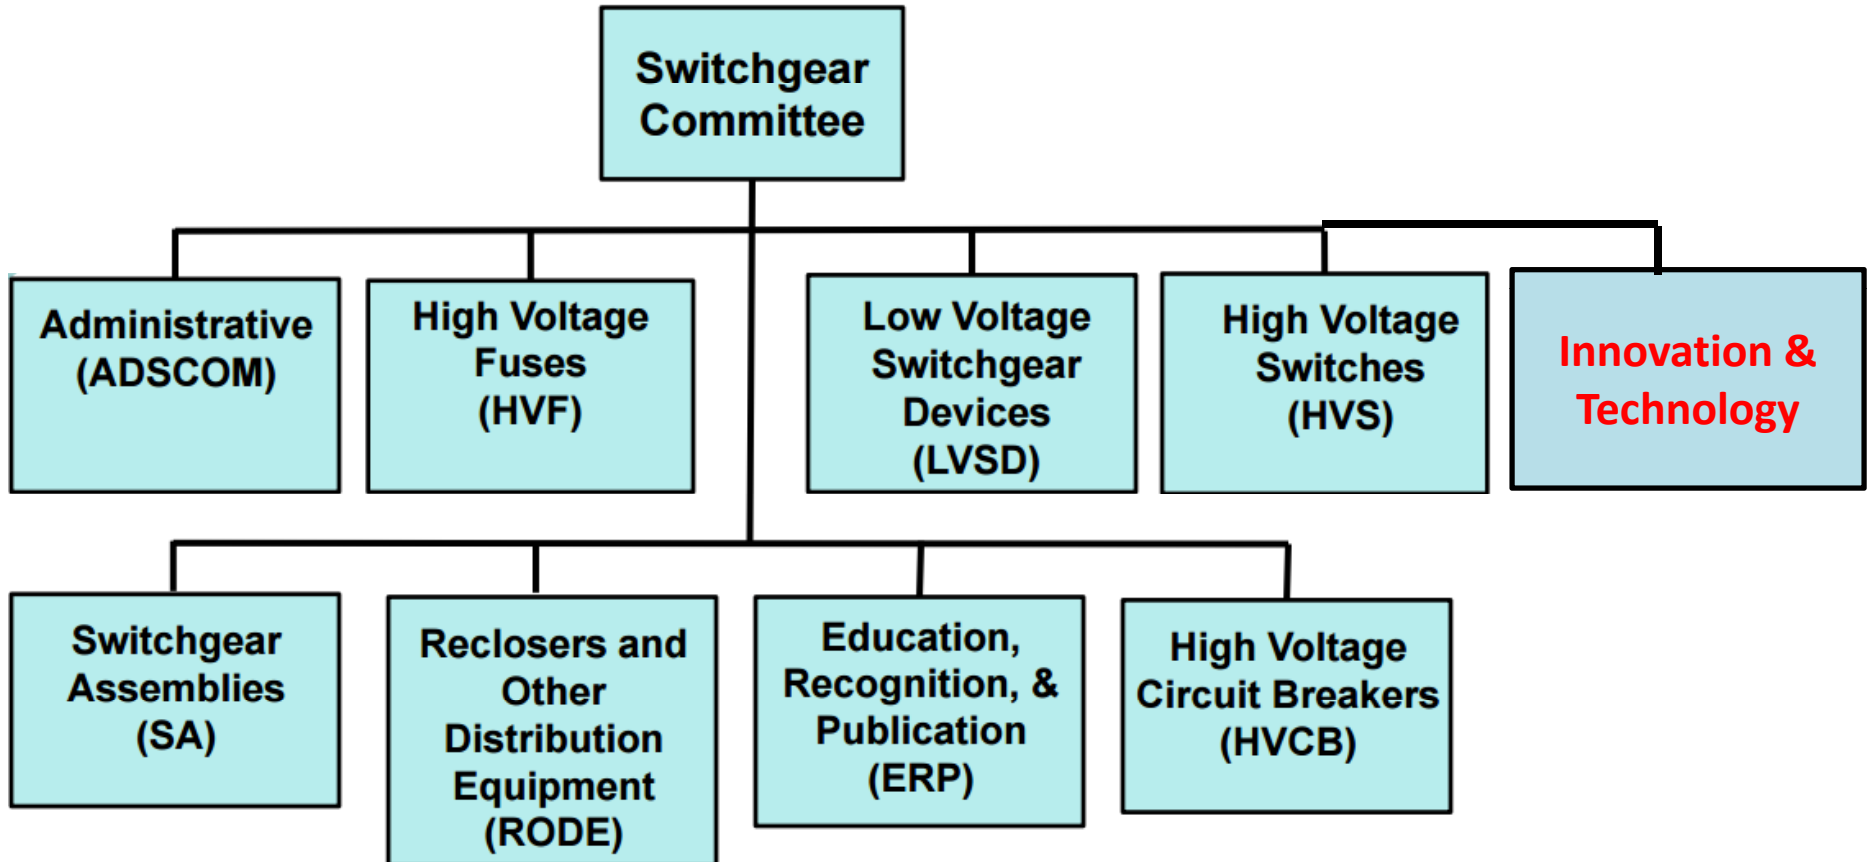 Switchgear
Committee
Administrative
(ADSCOM)
High Voltage
Fuses
(HVF)
Low Voltage
Switchgear
Devices
(LVSD)
High Voltage
Switches
(HVS)
Innovation &
Technology
Switchgear
Assemblies
(SA)
Reclosers and
Other
Distribution
Equipment
(RODE)
Education,
Recognition, &
Publication
(ERP)
High Voltage
Circuit Breakers
(HVCB)